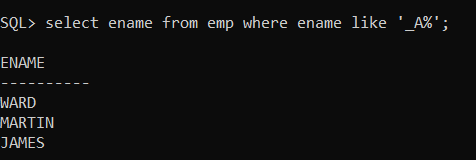 SQL> select ename from emp where ename like '_A%';
ENAME
----------
WARD
MARTIN
JAMES